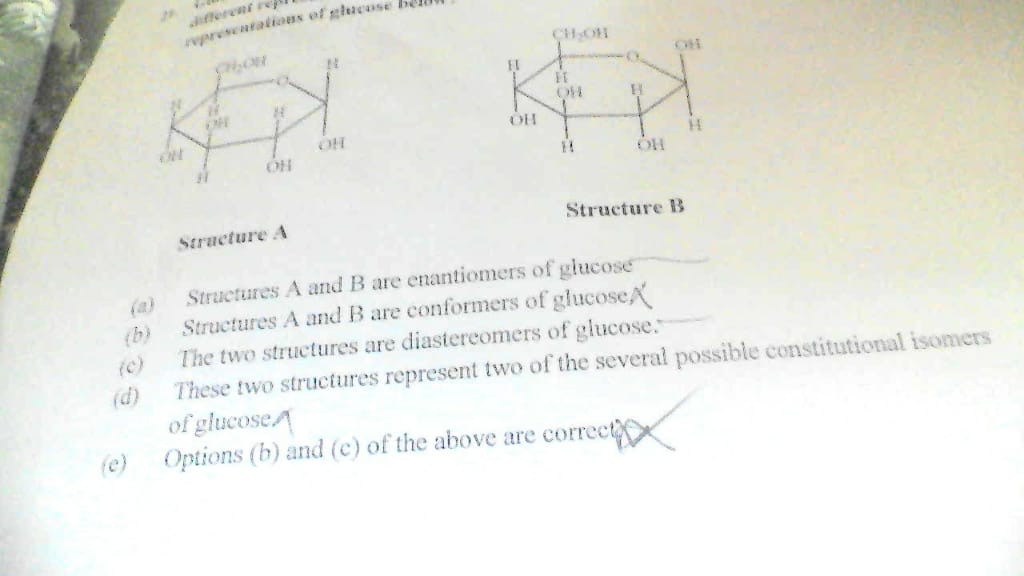 different
representations of glucose below
CH₂OH
H
O
H
H
H
OH
OH
OH
OH
H
CH₂OH
OH
H
O
H
H
OH
OH
H
OH
H
Structure A
Structure B
(a) Structures A and B are enantiomers of glucose
(b) Structures A and B are conformers of glucose
(c) The two structures are diastereomers of glucose.
(d) These two structures represent two of the several possible constitutional isomers
of glucose
(e) Options (b) and (c) of the above are correct